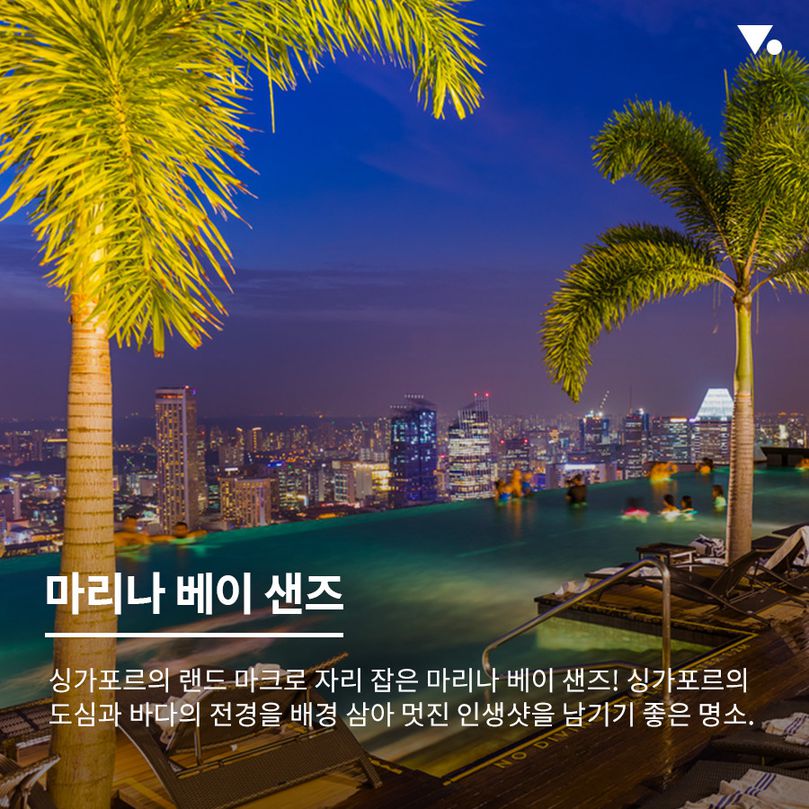 마리나 베이 샌즈
싱가포르의 랜드 마크로 자리 잡은 마리나 베이 샌즈! 싱가포르의
도심과 바다의 전경을 배경 삼아 멋진 인생샷을 남기기 좋은 명소.
NO DIVING